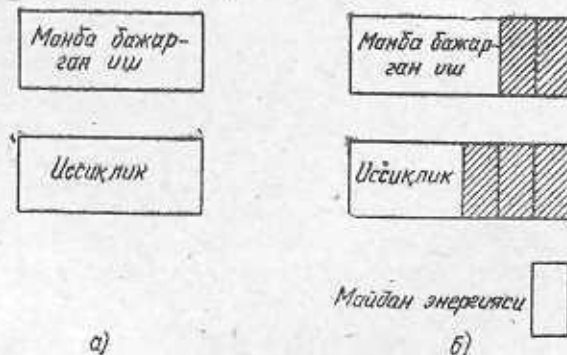 Манба бажар-
ган иш
Манба бажар-
ган иш
Иссиқлик
Иссиқлик
Майдан энергияси
а)
б)